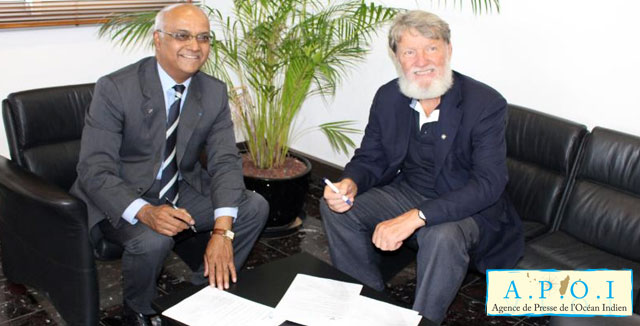 A.P.O.I
Agence de Presse de l'Océan Indien